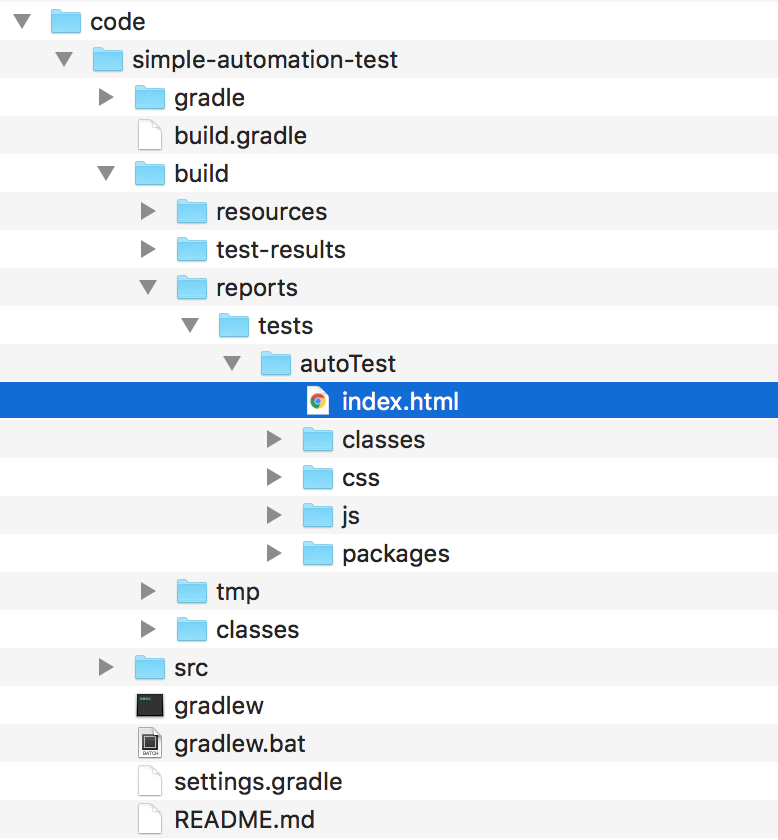 code
simple-automation-test
gradle
build.gradle
build
resources
test-results
reports
tests
autoTest
index.html
classes
css
js
packages
tmp
classes
src
gradlew
gradlew.bat
settings.gradle
README.md